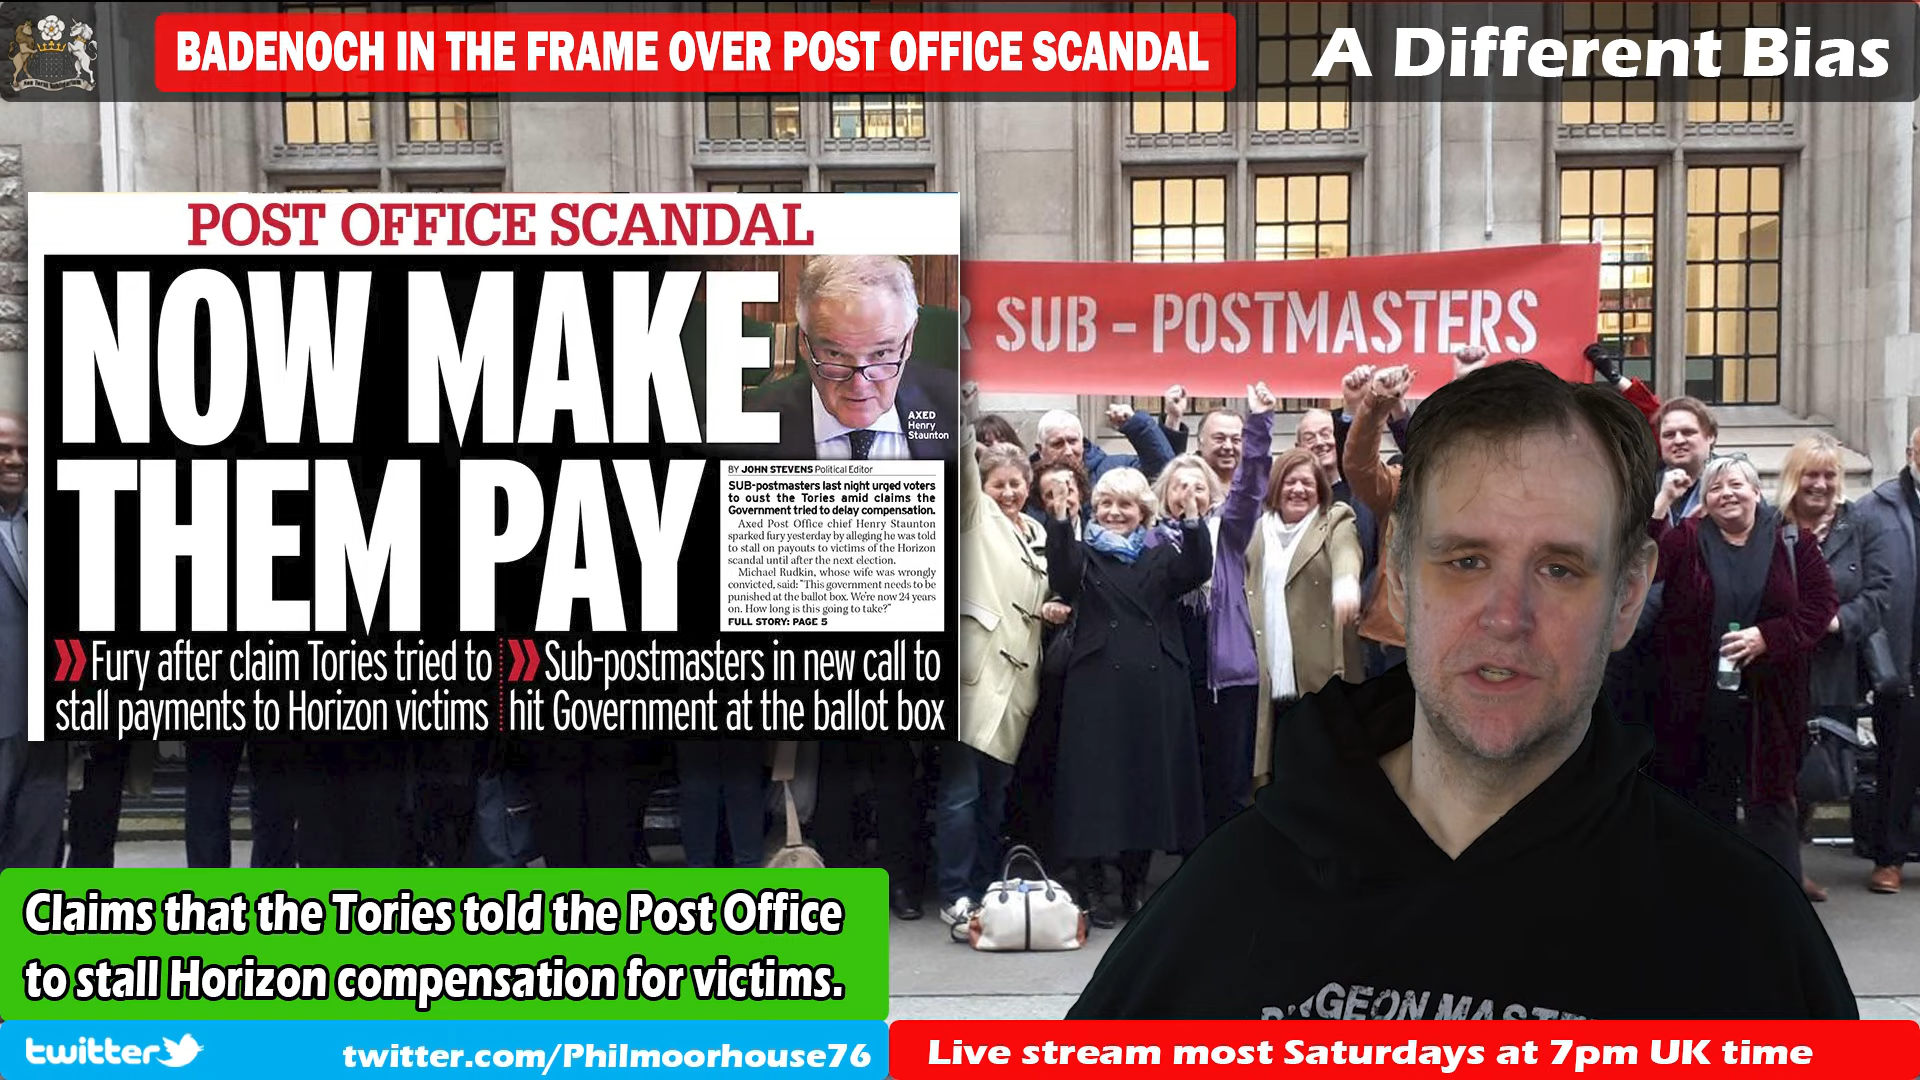 BADENOCH IN THE FRAME OVER POST OFFICE SCANDAL
A Different Bias
POST OFFICE SCANDAL
NOW MAKE
THEM PAY
AXED
Henry
Staunton
BY JOHN STEVENS Political Editor
SUB-postmasters last night urged voters
to oust the Tories amid claims the
Government tried to delay compensation.
Axed Post Office chief Henry Staunton
sparked fury yesterday by alleging he was told
to stall on payouts to victims of the Horizon
scandal until after the next election.
Michael Rudkin, whose wife was wrongly
convicted, said: "This government needs to be
punished at the ballot box. We're now 24 years
on. How long is this going to take?"
FULL STORY: PAGE 5
Fury after claim Tories tried to
stall payments to Horizon victims
Sub-postmasters in new call to
hit Government at the ballot box
R SUB - POSTMASTERS
Claims that the Tories told the Post Office
to stall Horizon compensation for victims.
twitter
twitter.com/Philmoorhouse76
Live stream most Saturdays at 7pm UK time